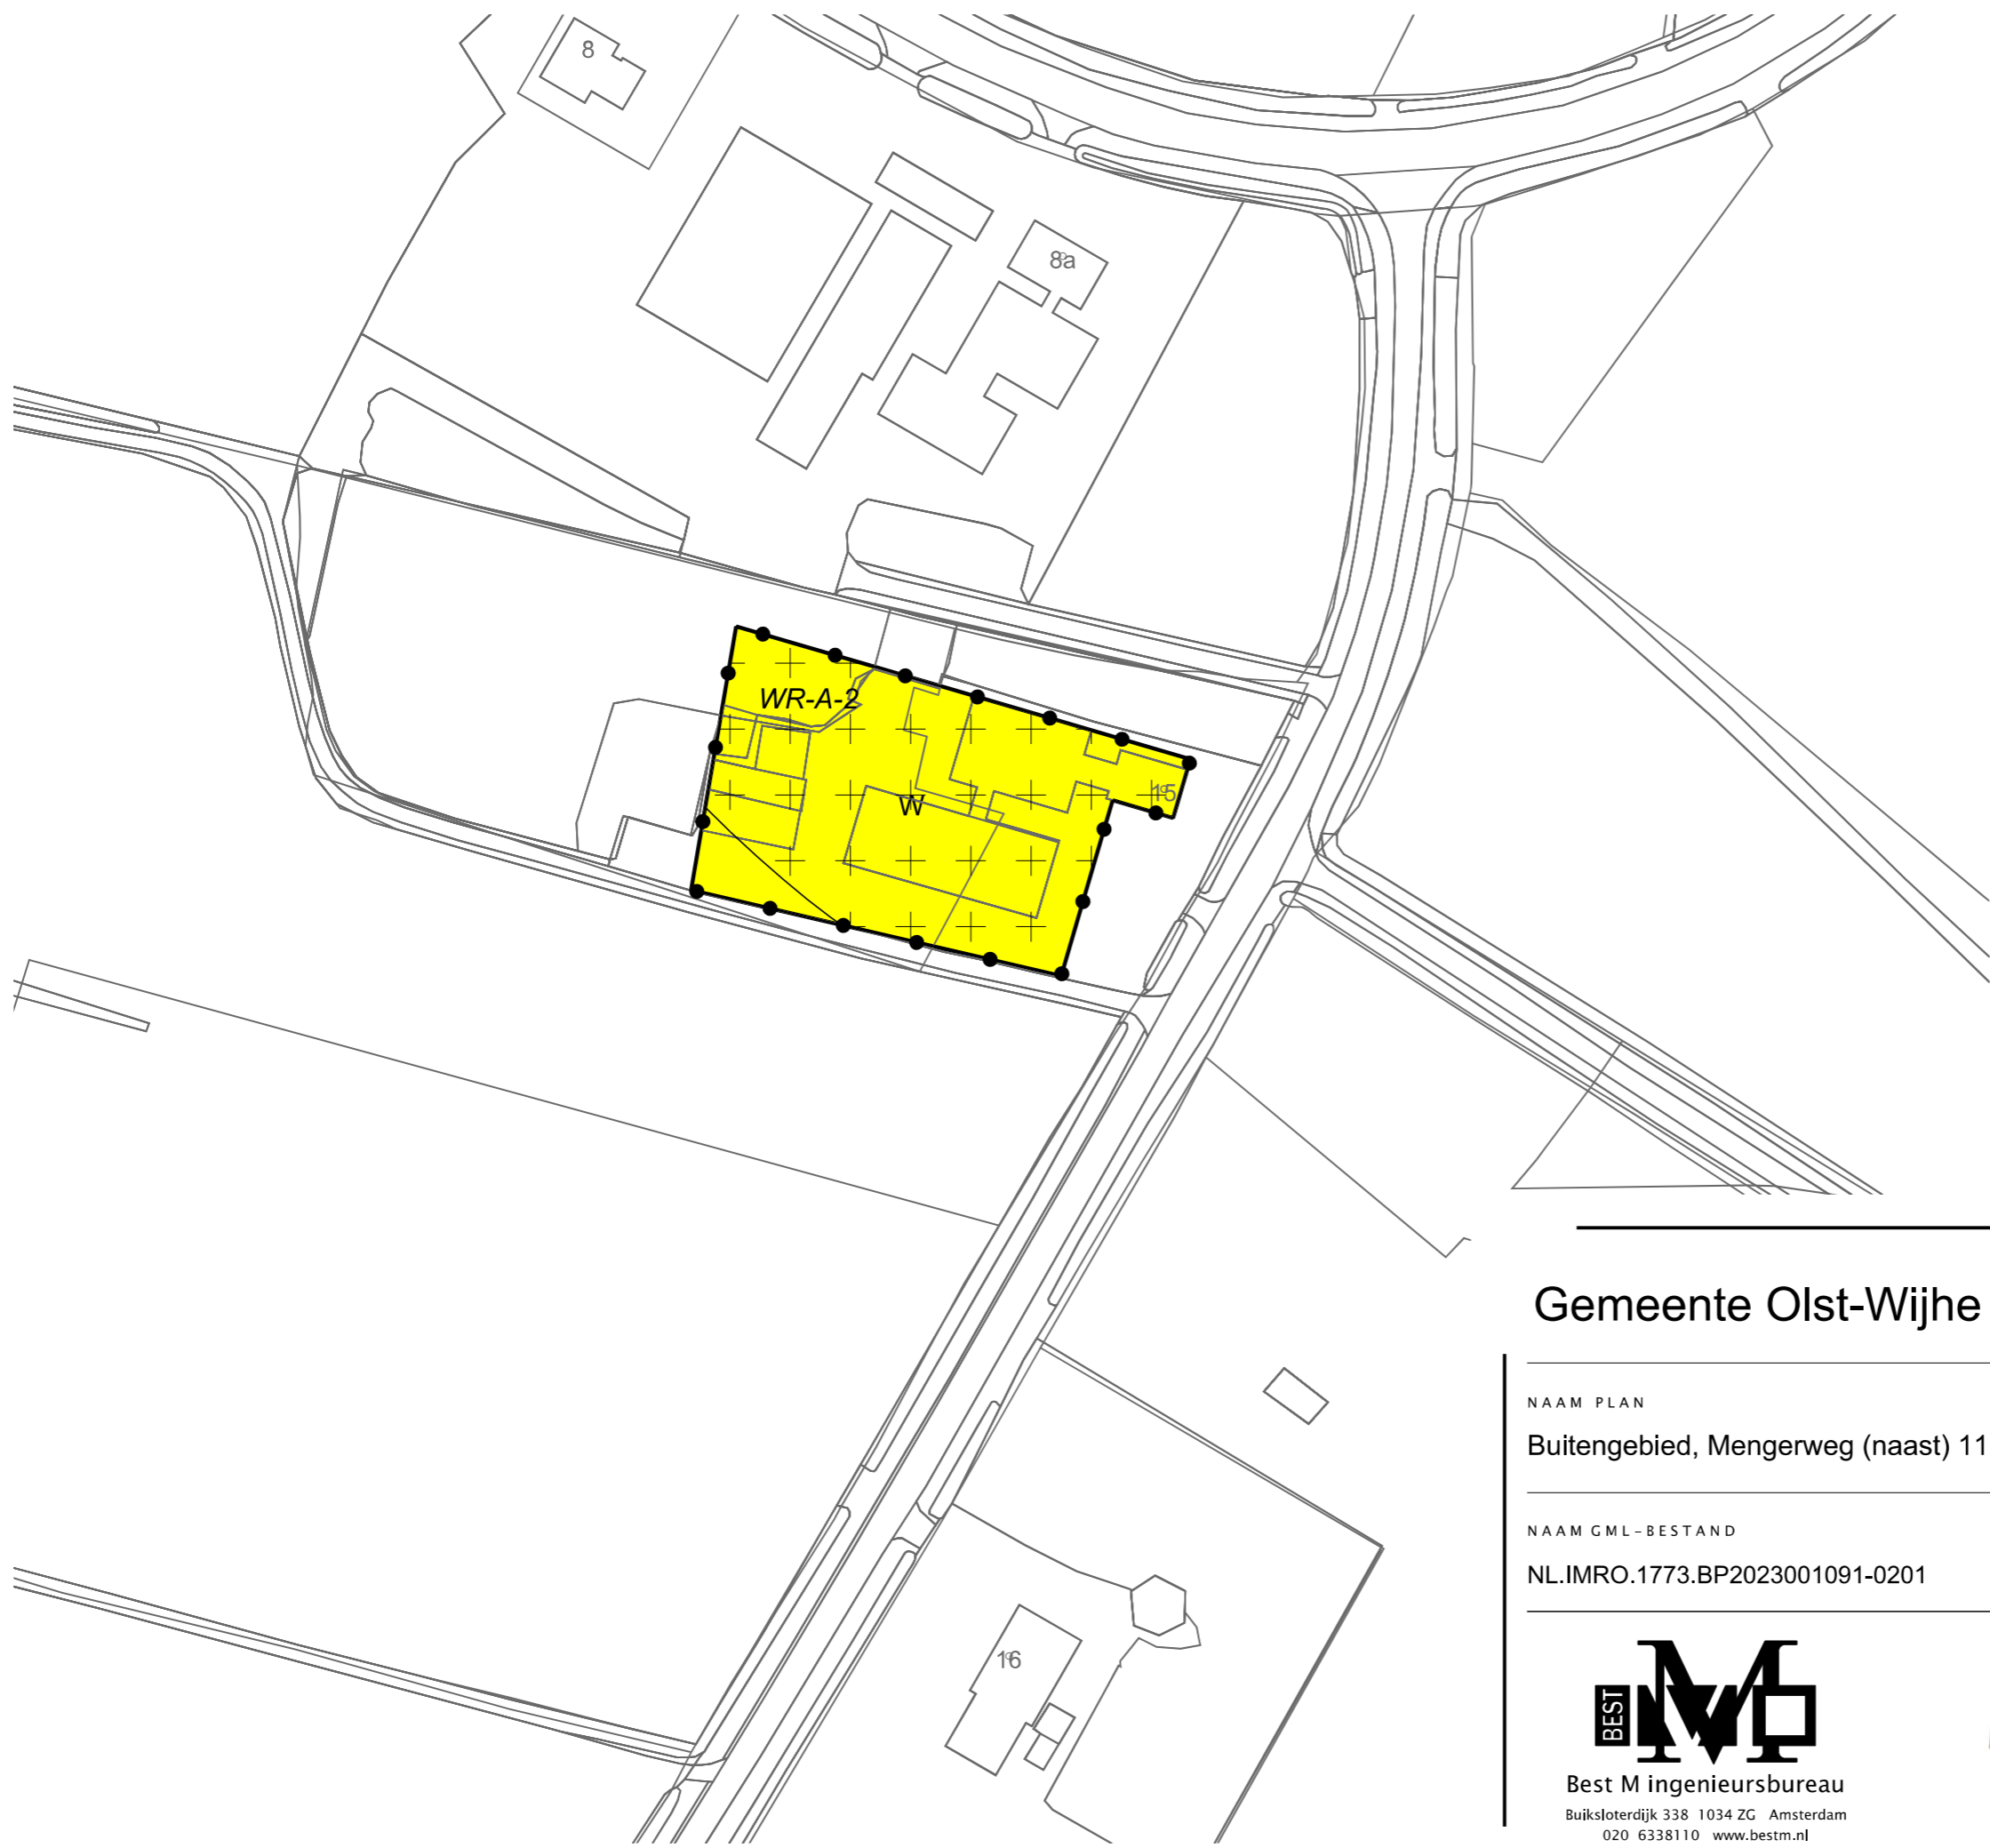 8
8a
WR-A-2
15
W
Gemeente Olst-Wijhe
NAAM PLAN
Buitengebied, Mengerweg (naast) 11
NAAM GML-BESTAND
NL.IMRO.1773.BP2023001091-0201
16
BEST
M
Best M ingenieursbureau
Buiksloterdijk 338 1034 ZG Amsterdam
020 6338110 www.bestm.nl